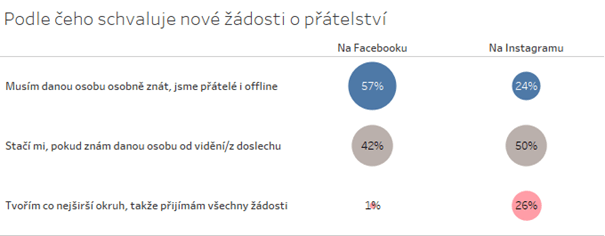 Podle čeho schvaluje nové žádosti o přátelství
Na Facebooku Na Instagramu
Musím danou osobu osobně znát, jsme přátelé i offline 57% 24%
Stačí mi, pokud znám danou osobu od vidění/z doslechu 42% 50%
Tvořím co nejširší okruh, takže přijímám všechny žádosti 1% 26%